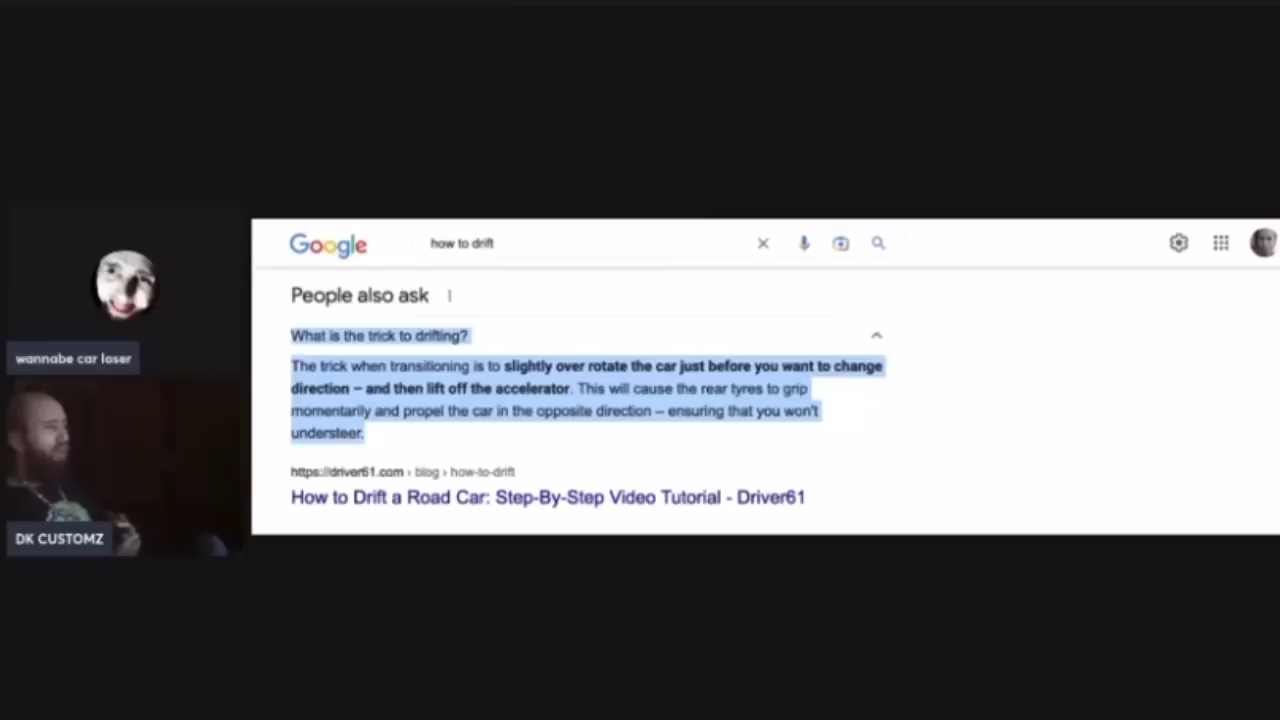 Google
how to drift
People also ask
What is the trick to drifting?
The trick when transitioning is to slightly over rotate the car just before you want to change
direction – and then lift off the accelerator. This will cause the rear tyres to grip
momentarily and propel the car in the opposite direction – ensuring that you won't
understeer.
https://driver61.com › blog › how-to-drift
How to Drift a Road Car: Step-By-Step Video Tutorial - Driver61
wannabe car loser
DK CUSTOMZ